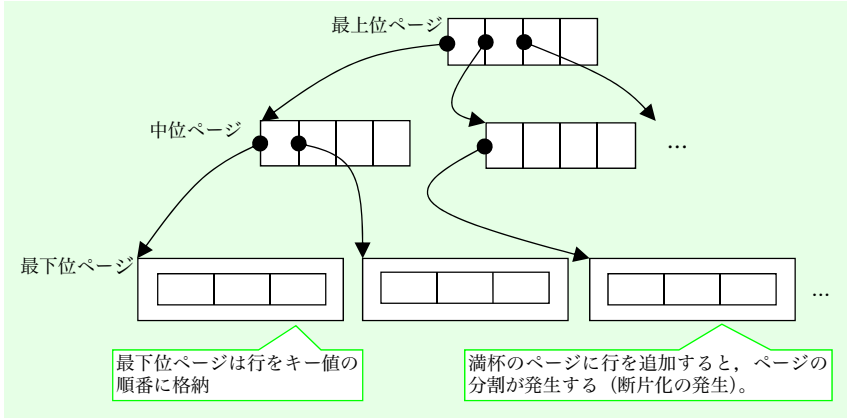 最上位ページ
中位ページ
...
最下位ページ
...
最下位ページは行をキー値の
順番に格納
満杯のページに行を追加すると，ページの
分割が発生する（断片化の発生）。